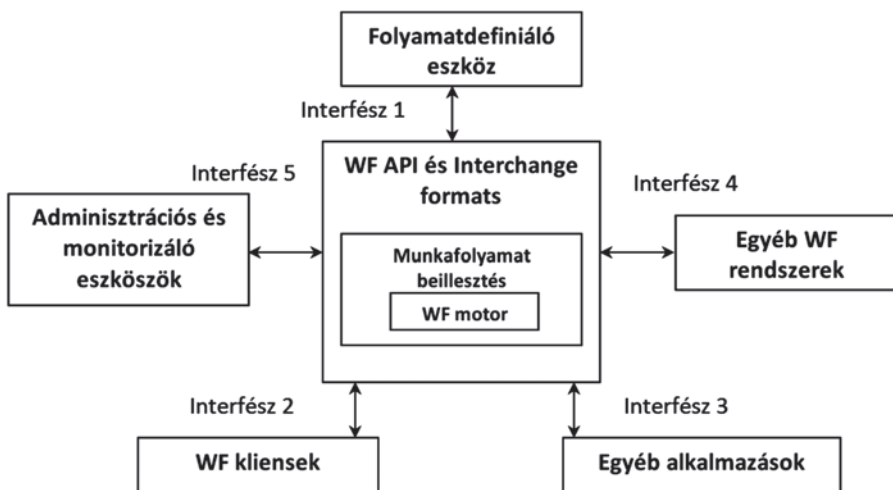 Folyamatdefiniáló
eszköz
Interfész 1
WF API és Interchange
formats
Interfész 5
Interfész 4
Adminisztrációs és
monitorizáló
eszköszök
Munkafolyamat
beillesztés
WF motor
Egyéb WF
rendszerek
Interfész 2
Interfész 3
WF kliensek
Egyéb alkalmazások